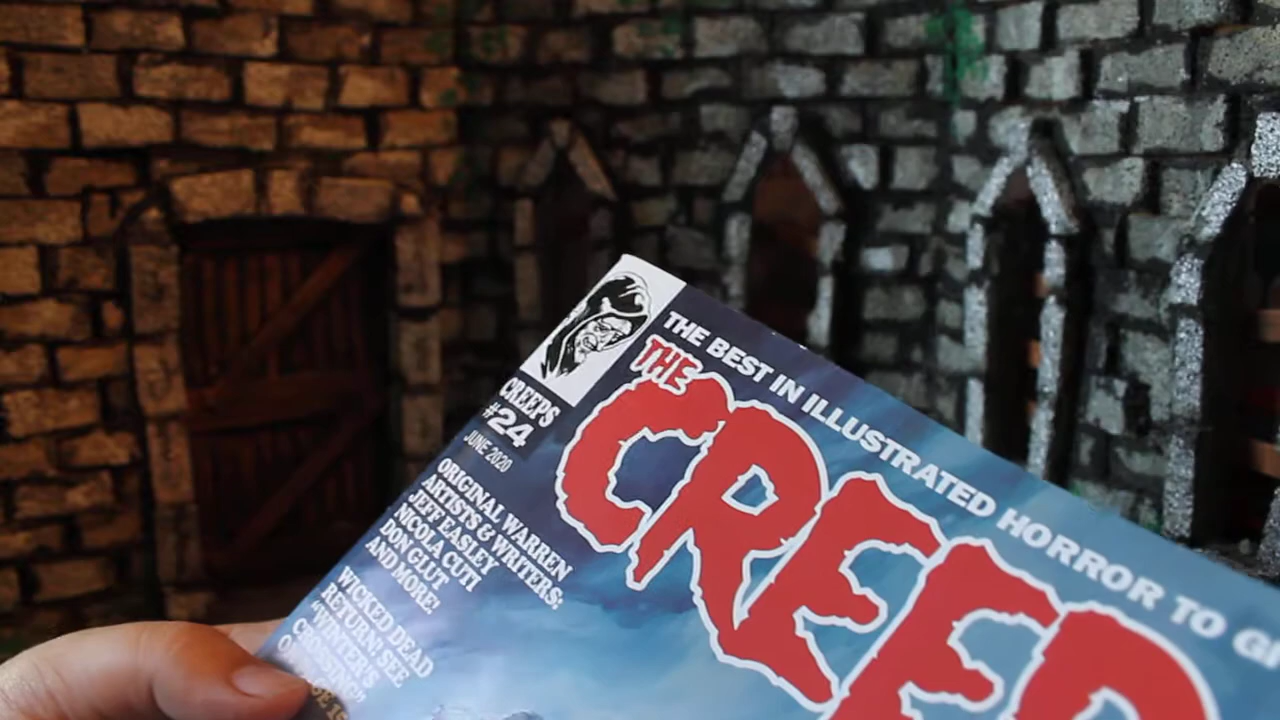 THE BEST IN ILLUSTRATED HORROR TO
THE
CREEP
CREEPS
#24
JUNE 2020
ORIGINAL WARREN
ARTISTS & WRITERS:
JEFF EASLEY
NICOLA CUTI
DON GLUT
AND MORE!
WICKED DEAD
RETURN! SEE
"WINTER'S
CROSSING"